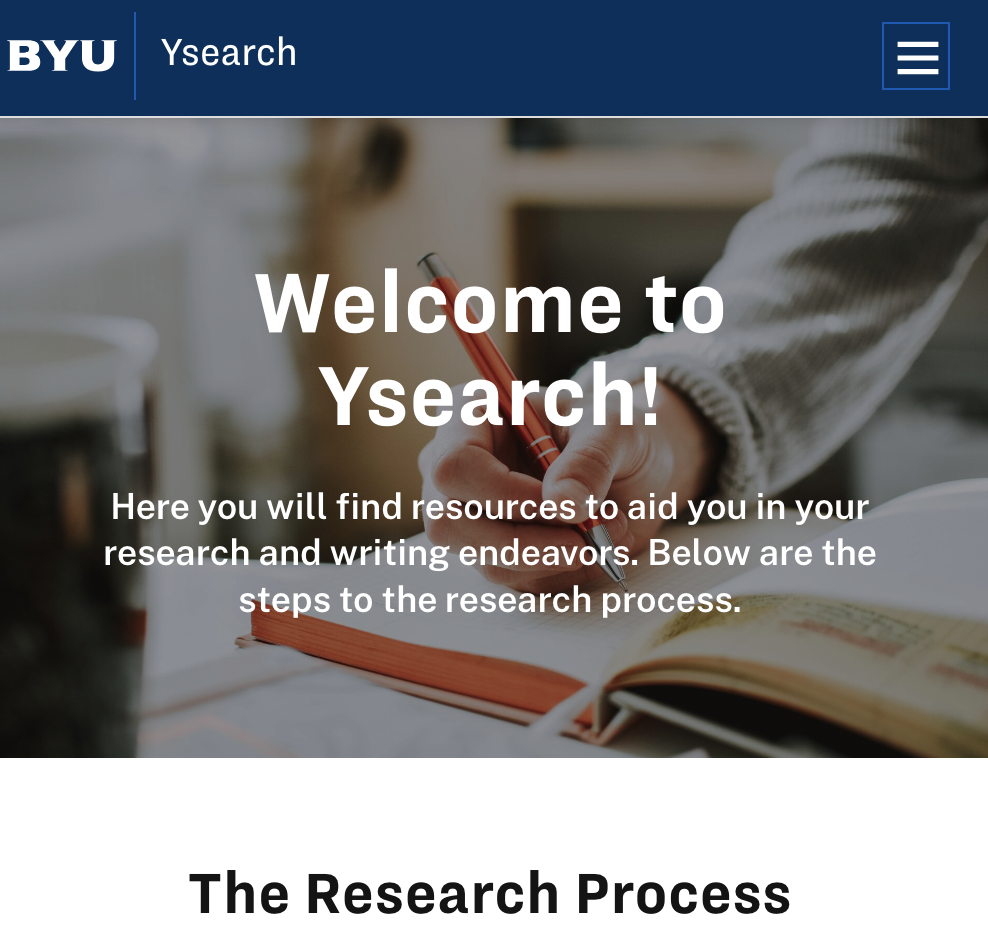 BYU
Ysearch
Welcome to
Ysearch!
Here you will find resources to aid you in your
research and writing endeavors. Below are the
steps to the research process.
The Research Process